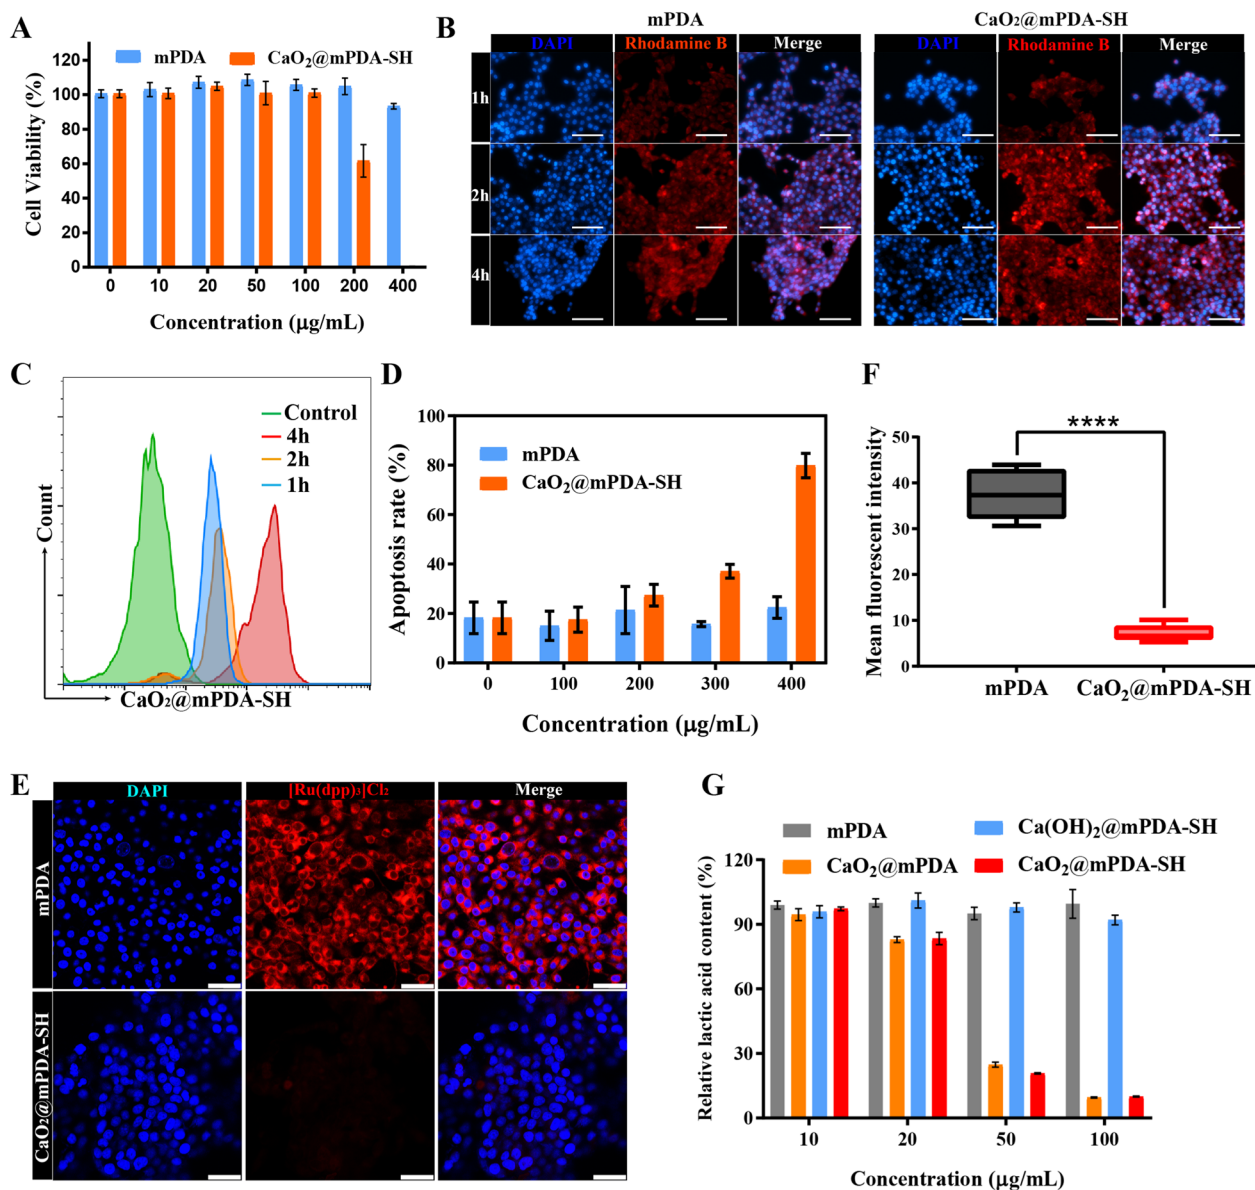 A
mPDA
CaO₂@mPDA-SH
Cell Viability (%)
120
100
80
60
40
20
0
0 10 20 50 100 200 400
Concentration (μg/mL)
B
mPDA
CaO₂@mPDA-SH
DAPI Rhodamine B Merge
DAPI Rhodamine B Merge
1h
2h
4h
C
Control
4h
2h
1h
Count
CaO₂@mPDA-SH
D
mPDA
CaO₂@mPDA-SH
Apoptosis rate (%)
100
80
60
40
20
0
0 100 200 300 400
Concentration (μg/mL)
F
****
Mean fluorescent intensity
50
40
30
20
10
0
mPDA CaO₂@mPDA-SH
E
DAPI [Ru(dpp)₃]Cl₂ Merge
mPDA
CaO₂@mPDA-SH
G
mPDA Ca(OH)₂@mPDA-SH
CaO₂@mPDA CaO₂@mPDA-SH
Relative lactic acid content (%)
120
90
60
30
0
10 20 50 100
Concentration (μg/mL)